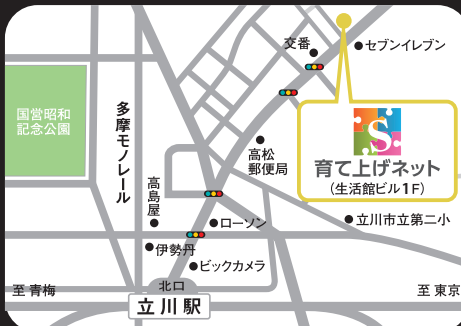 交番
セブンイレブン
国営昭和
記念公園
多摩モノレール
S
育て上げネット
(生活館ビル1F)
高松
郵便局
高島屋
ローソン
立川市立第二小
伊勢丹
ビックカメラ
至 青梅
北口
至 東京
立川駅